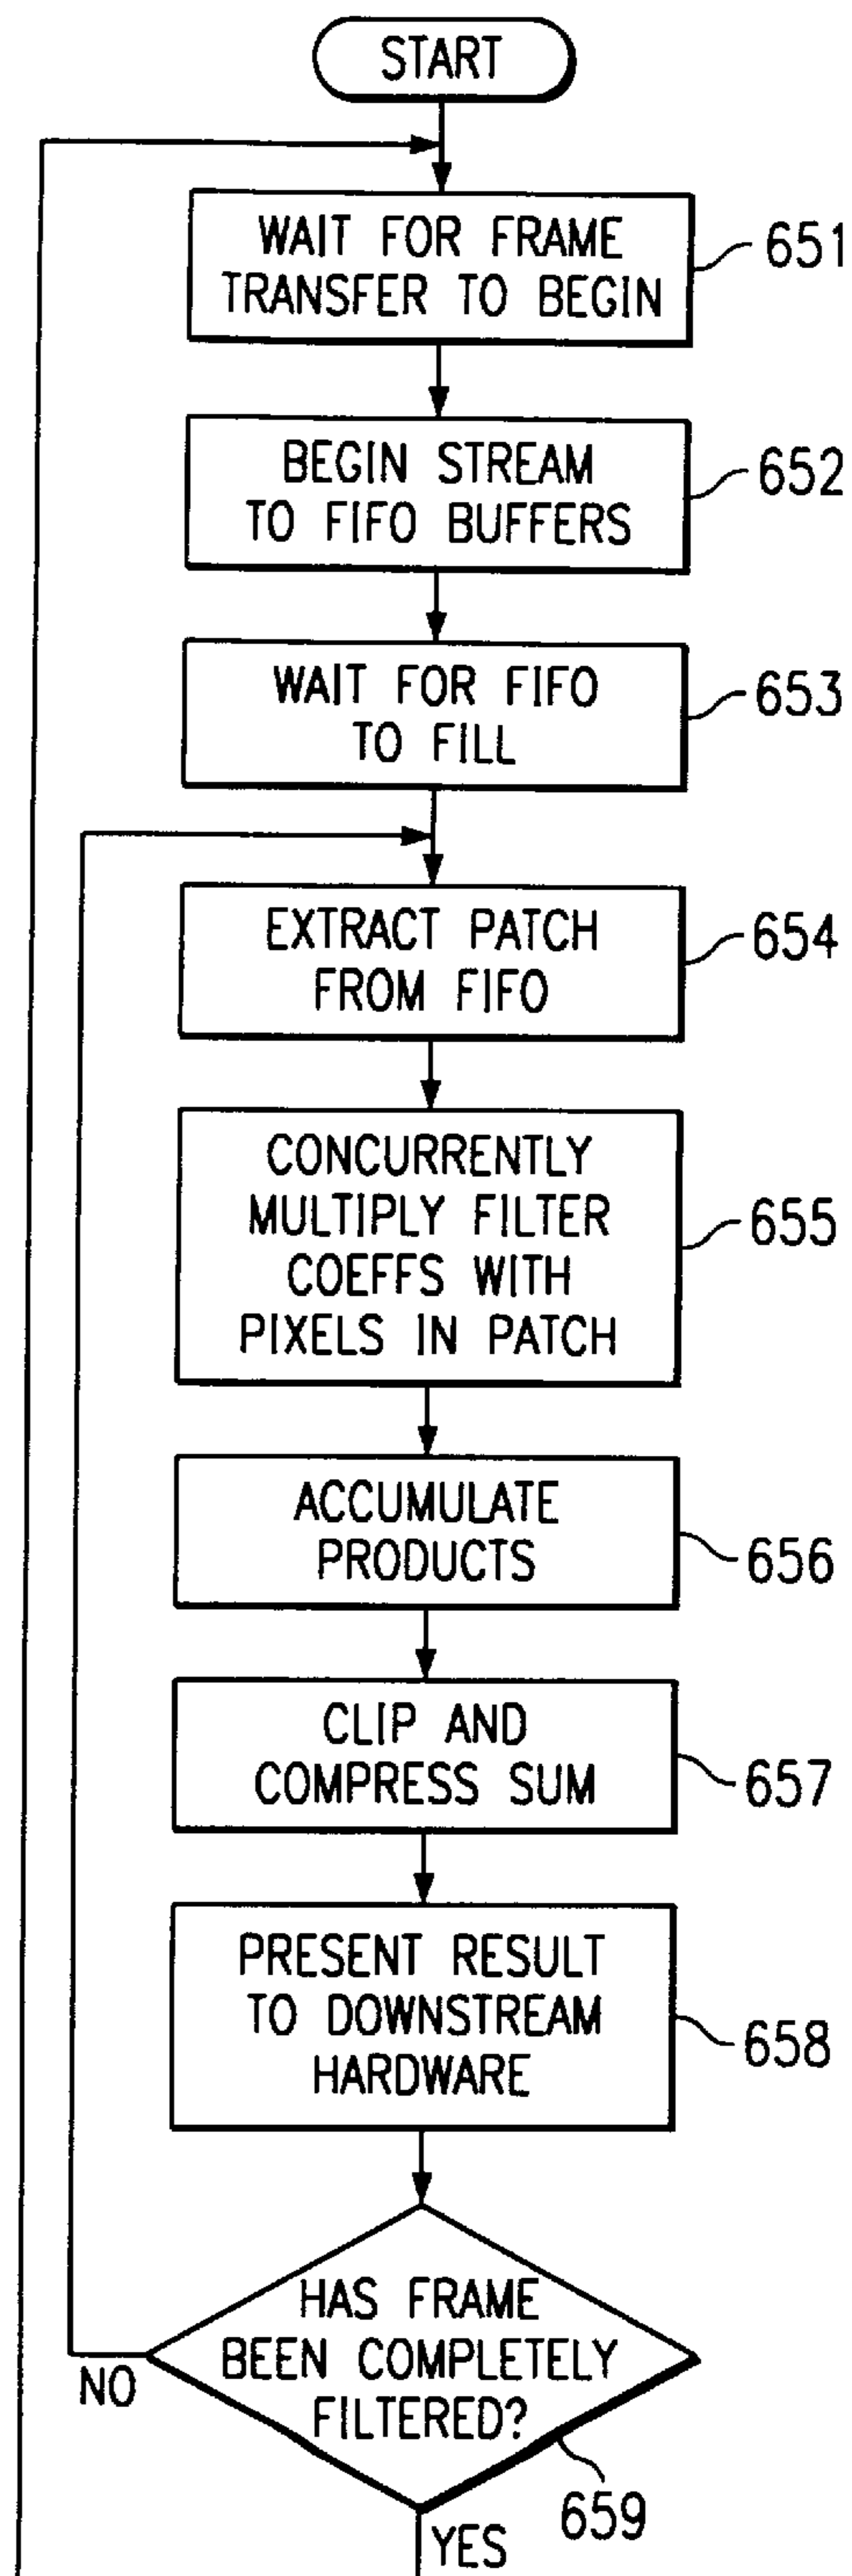 START
WAIT FOR FRAME
TRANSFER TO BEGIN
651
BEGIN STREAM
TO FIFO BUFFERS
652
WAIT FOR FIFO
TO FILL
653
EXTRACT PATCH
FROM FIFO
654
CONCURRENTLY
MULTIPLY FILTER
COEFFS WITH
PIXELS IN PATCH
655
ACCUMULATE
PRODUCTS
656
CLIP AND
COMPRESS SUM
657
PRESENT RESULT
TO DOWNSTREAM
HARDWARE
658
HAS FRAME
BEEN COMPLETELY
FILTERED?
NO
659
YES